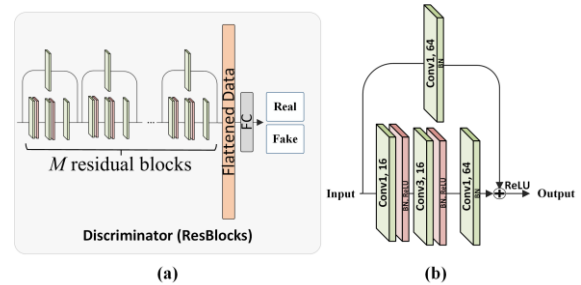 ...
M residual blocks
Flattened Data
FC
Real
Fake
Discriminator (ResBlocks)
(a)
Conv1, 64
BN
Input
Conv1, 16
BN, ReLU
Conv3, 16
BN, ReLU
Conv1, 64
BN
ReLU
Output
(b)